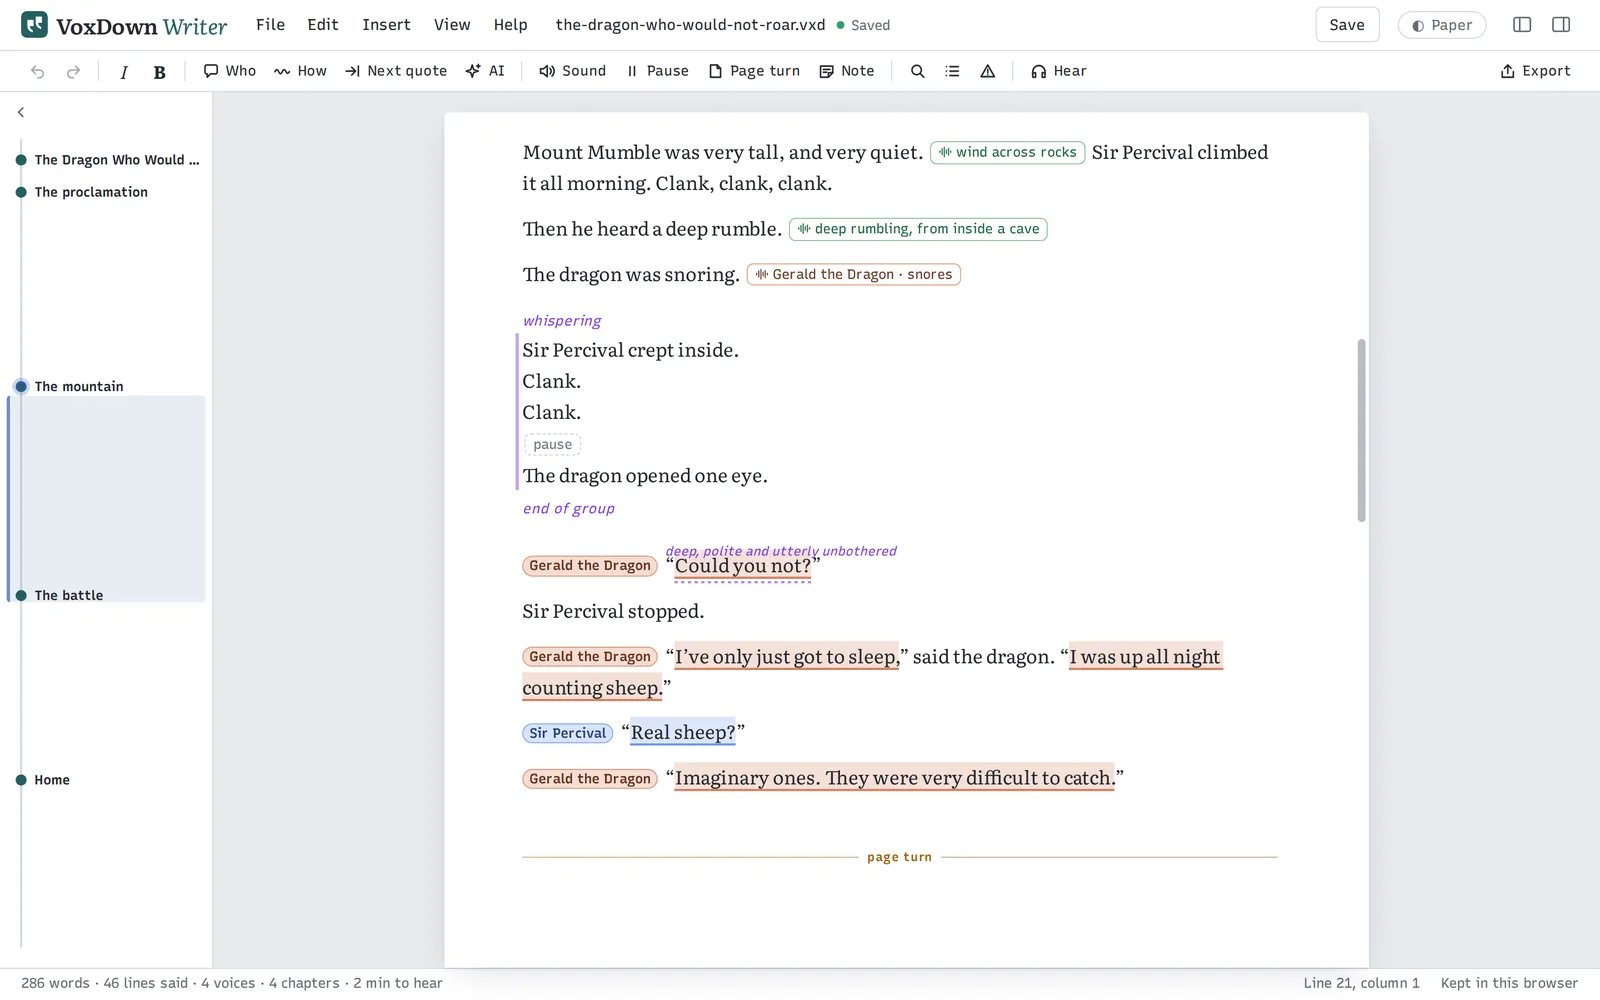 VoxDown Writer File Edit Insert View Help the-dragon-who-would-not-roar.vxd Saved Save Paper
I B Who How Next quote AI Sound Pause Page turn Note Hear Export
The Dragon Who Would ...
The proclamation
The mountain
The battle
Home
Mount Mumble was very tall, and very quiet. wind across rocks Sir Percival climbed
it all morning. Clank, clank, clank.
Then he heard a deep rumble. deep rumbling, from inside a cave
The dragon was snoring. Gerald the Dragon · snores
whispering
Sir Percival crept inside.
Clank.
Clank.
pause
The dragon opened one eye.
end of group
deep, polite and utterly unbothered
Gerald the Dragon “Could you not?”
Sir Percival stopped.
Gerald the Dragon “I’ve only just got to sleep,” said the dragon. “I was up all night
counting sheep.”
Sir Percival “Real sheep?”
Gerald the Dragon “Imaginary ones. They were very difficult to catch.”
page turn
286 words · 46 lines said · 4 voices · 4 chapters · 2 min to hear Line 21, column 1 Kept in this browser